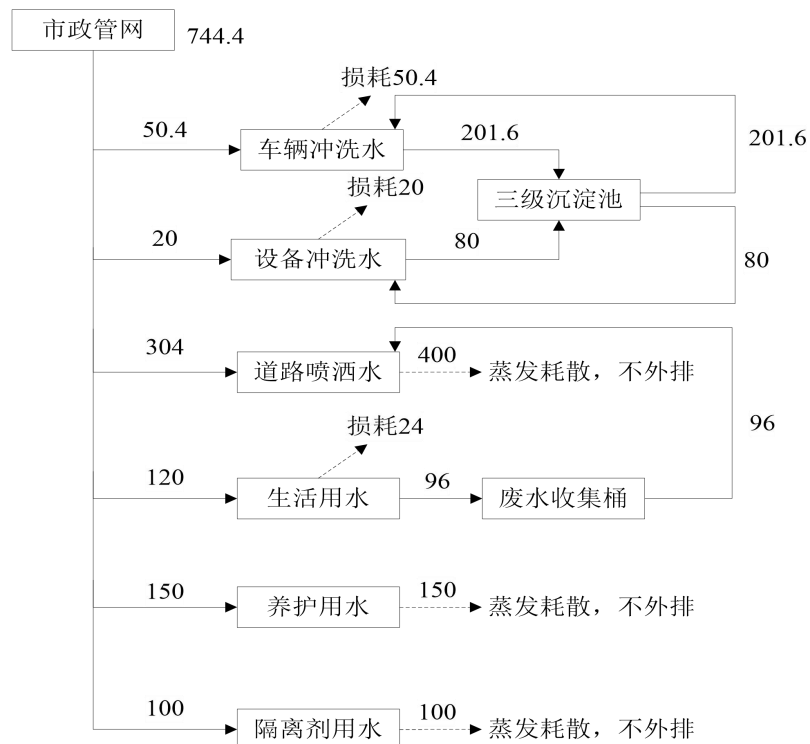 市政管网
744.4
损耗50.4
50.4
车辆冲洗水
201.6
201.6
三级沉淀池
损耗20
20
设备冲洗水
80
80
304
道路喷洒水
400
蒸发耗散，不外排
96
损耗24
120
生活用水
96
废水收集桶
150
养护用水
150
蒸发耗散，不外排
100
隔离剂用水
100
蒸发耗散，不外排